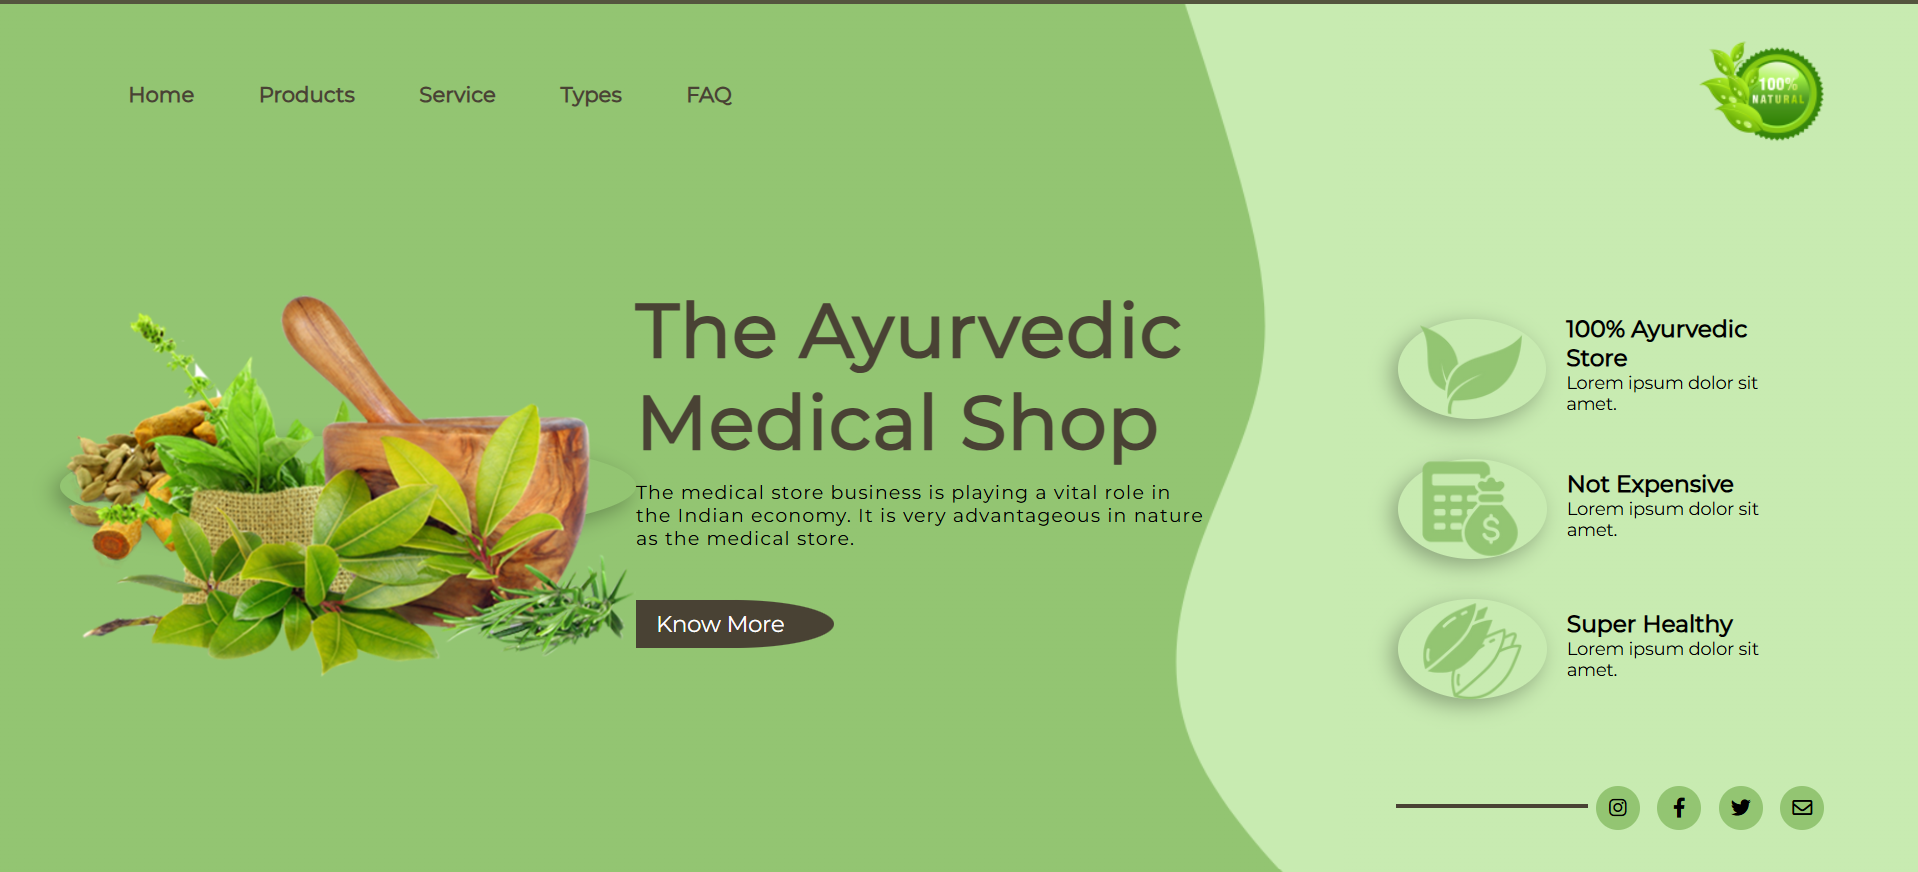 Home Products Service Types FAQ
100%
NATURAL
The Ayurvedic
Medical Shop
The medical store business is playing a vital role in
the Indian economy. It is very advantageous in nature
as the medical store.
Know More
100% Ayurvedic
Store
Lorem ipsum dolor sit
amet.
Not Expensive
Lorem ipsum dolor sit
amet.
$
Super Healthy
Lorem ipsum dolor sit
amet.